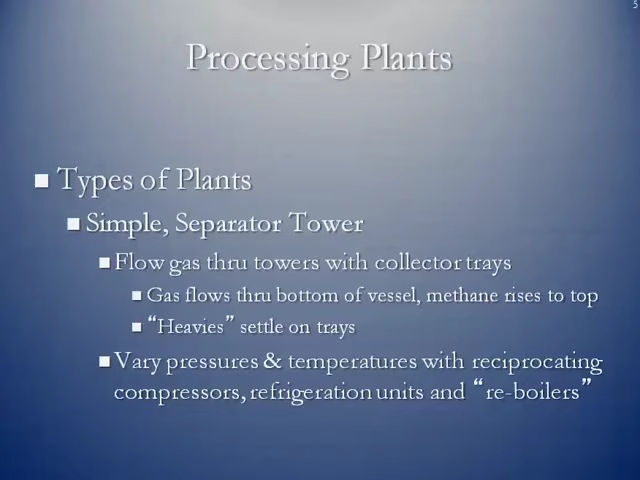 5
Processing Plants
Types of Plants
Simple, Separator Tower
Flow gas thru towers with collector trays
Gas flows thru bottom of vessel, methane rises to top
“Heavies” settle on trays
Vary pressures & temperatures with reciprocating
compressors, refrigeration units and “re-boilers”